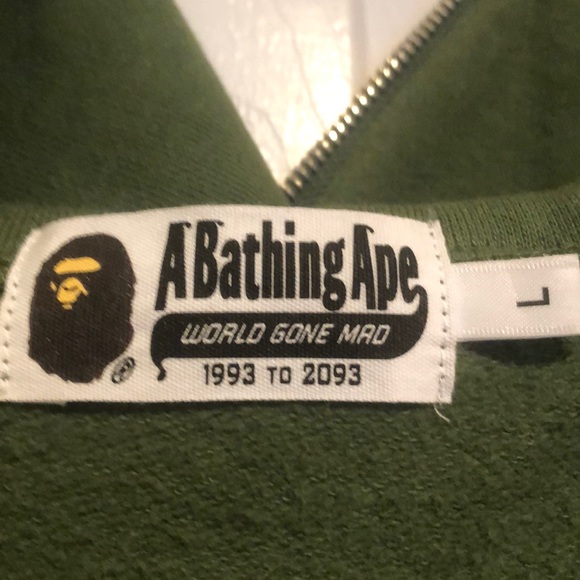 A Bathing Ape
WORLD GONE MAD
1993 TO 2093
®
L